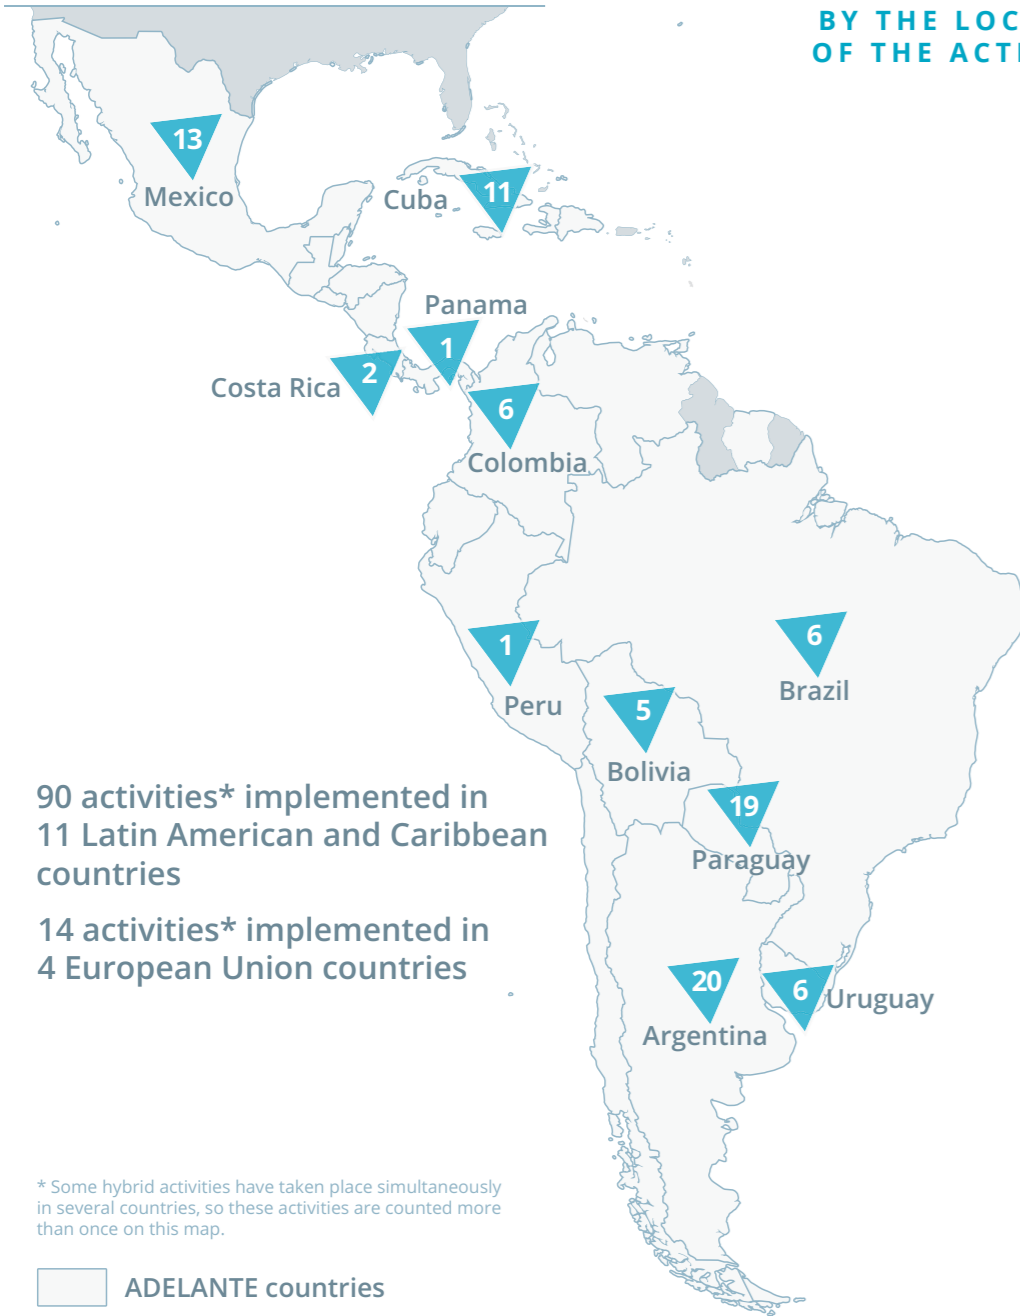 BY THE LOC
OF THE ACTI
13
Mexico
Cuba
11
Panama
1
Costa Rica
2
6
Colombia
1
Peru
6
Brazil
5
Bolivia
19
Paraguay
90 activities* implemented in
11 Latin American and Caribbean
countries
14 activities* implemented in
4 European Union countries
20
Argentina
6
Uruguay
* Some hybrid activities have taken place simultaneously
in several countries, so these activities are counted more
than once on this map.
ADELANTE countries